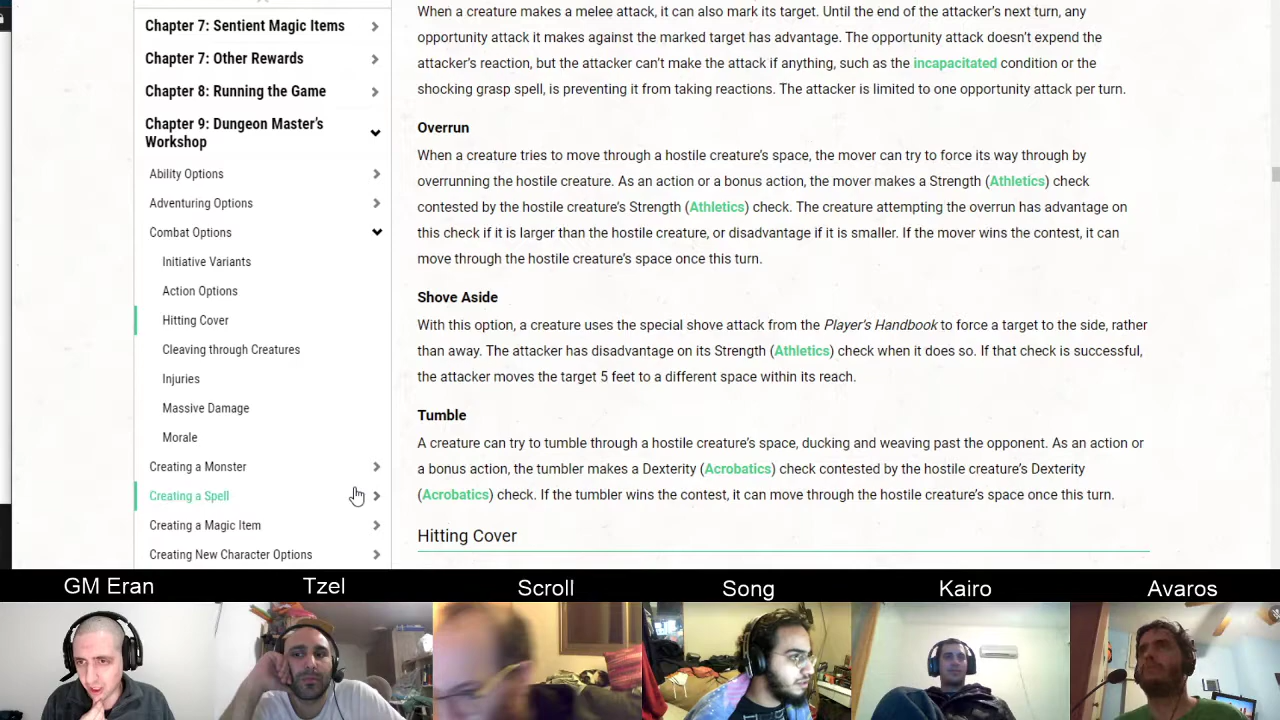 Chapter 7: Sentient Magic Items
Chapter 7: Other Rewards
Chapter 8: Running the Game
Chapter 9: Dungeon Master's
Workshop
Ability Options
Adventuring Options
Combat Options
Initiative Variants
Action Options
Hitting Cover
Cleaving through Creatures
Injuries
Massive Damage
Morale
Creating a Monster
Creating a Spell
Creating a Magic Item
Creating New Character Options
When a creature makes a melee attack, it can also mark its target. Until the end of the attacker's next turn, any
opportunity attack it makes against the marked target has advantage. The opportunity attack doesn't expend the
attacker's reaction, but the attacker can't make the attack if anything, such as the incapacitated condition or the
shocking grasp spell, is preventing it from taking reactions. The attacker is limited to one opportunity attack per turn.
Overrun
When a creature tries to move through a hostile creature's space, the mover can try to force its way through by
overrunning the hostile creature. As an action or a bonus action, the mover makes a Strength (Athletics) check
contested by the hostile creature's Strength (Athletics) check. The creature attempting the overrun has advantage on
this check if it is larger than the hostile creature, or disadvantage if it is smaller. If the mover wins the contest, it can
move through the hostile creature's space once this turn.
Shove Aside
With this option, a creature uses the special shove attack from the Player's Handbook to force a target to the side, rather
than away. The attacker has disadvantage on its Strength (Athletics) check when it does so. If that check is successful,
the attacker moves the target 5 feet to a different space within its reach.
Tumble
A creature can try to tumble through a hostile creature's space, ducking and weaving past the opponent. As an action or
a bonus action, the tumbler makes a Dexterity (Acrobatics) check contested by the hostile creature's Dexterity
(Acrobatics) check. If the tumbler wins the contest, it can move through the hostile creature's space once this turn.
Hitting Cover
GM Eran
Tzel
Scroll
Song
Kairo
Avaros